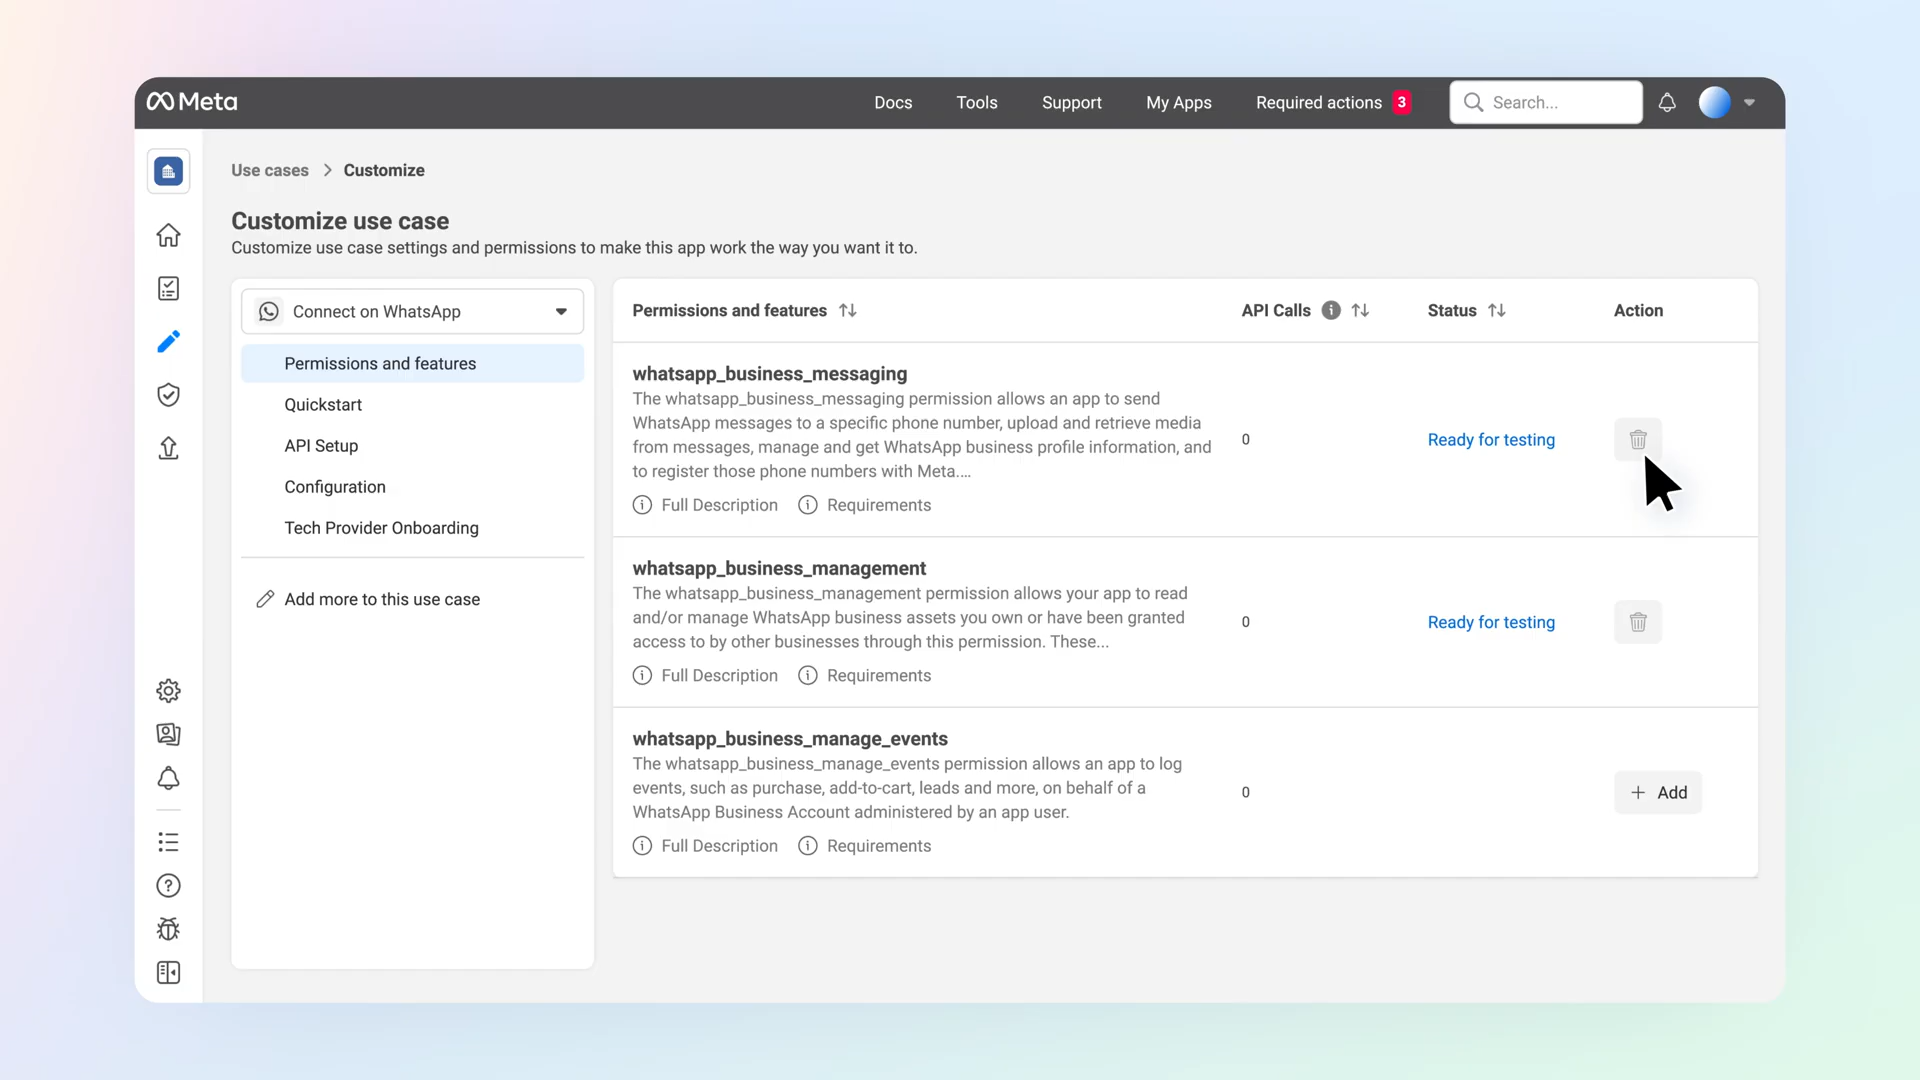 Meta
Docs
Tools
Support
My Apps
Required actions 3
Search...
Use cases > Customize
Customize use case
Customize use case settings and permissions to make this app work the way you want it to.
Connect on WhatsApp
Permissions and features
Quickstart
API Setup
Configuration
Tech Provider Onboarding
Add more to this use case
Permissions and features
API Calls
Status
Action
whatsapp_business_messaging
The whatsapp_business_messaging permission allows an app to send
WhatsApp messages to a specific phone number, upload and retrieve media
from messages, manage and get WhatsApp business profile information, and
to register those phone numbers with Meta....
Full Description
Requirements
0
Ready for testing
whatsapp_business_management
The whatsapp_business_management permission allows your app to read
and/or manage WhatsApp business assets you own or have been granted
access to by other businesses through this permission. These...
Full Description
Requirements
0
Ready for testing
whatsapp_business_manage_events
The whatsapp_business_manage_events permission allows an app to log
events, such as purchase, add-to-cart, leads and more, on behalf of a
WhatsApp Business Account administered by an app user.
Full Description
Requirements
0
+ Add